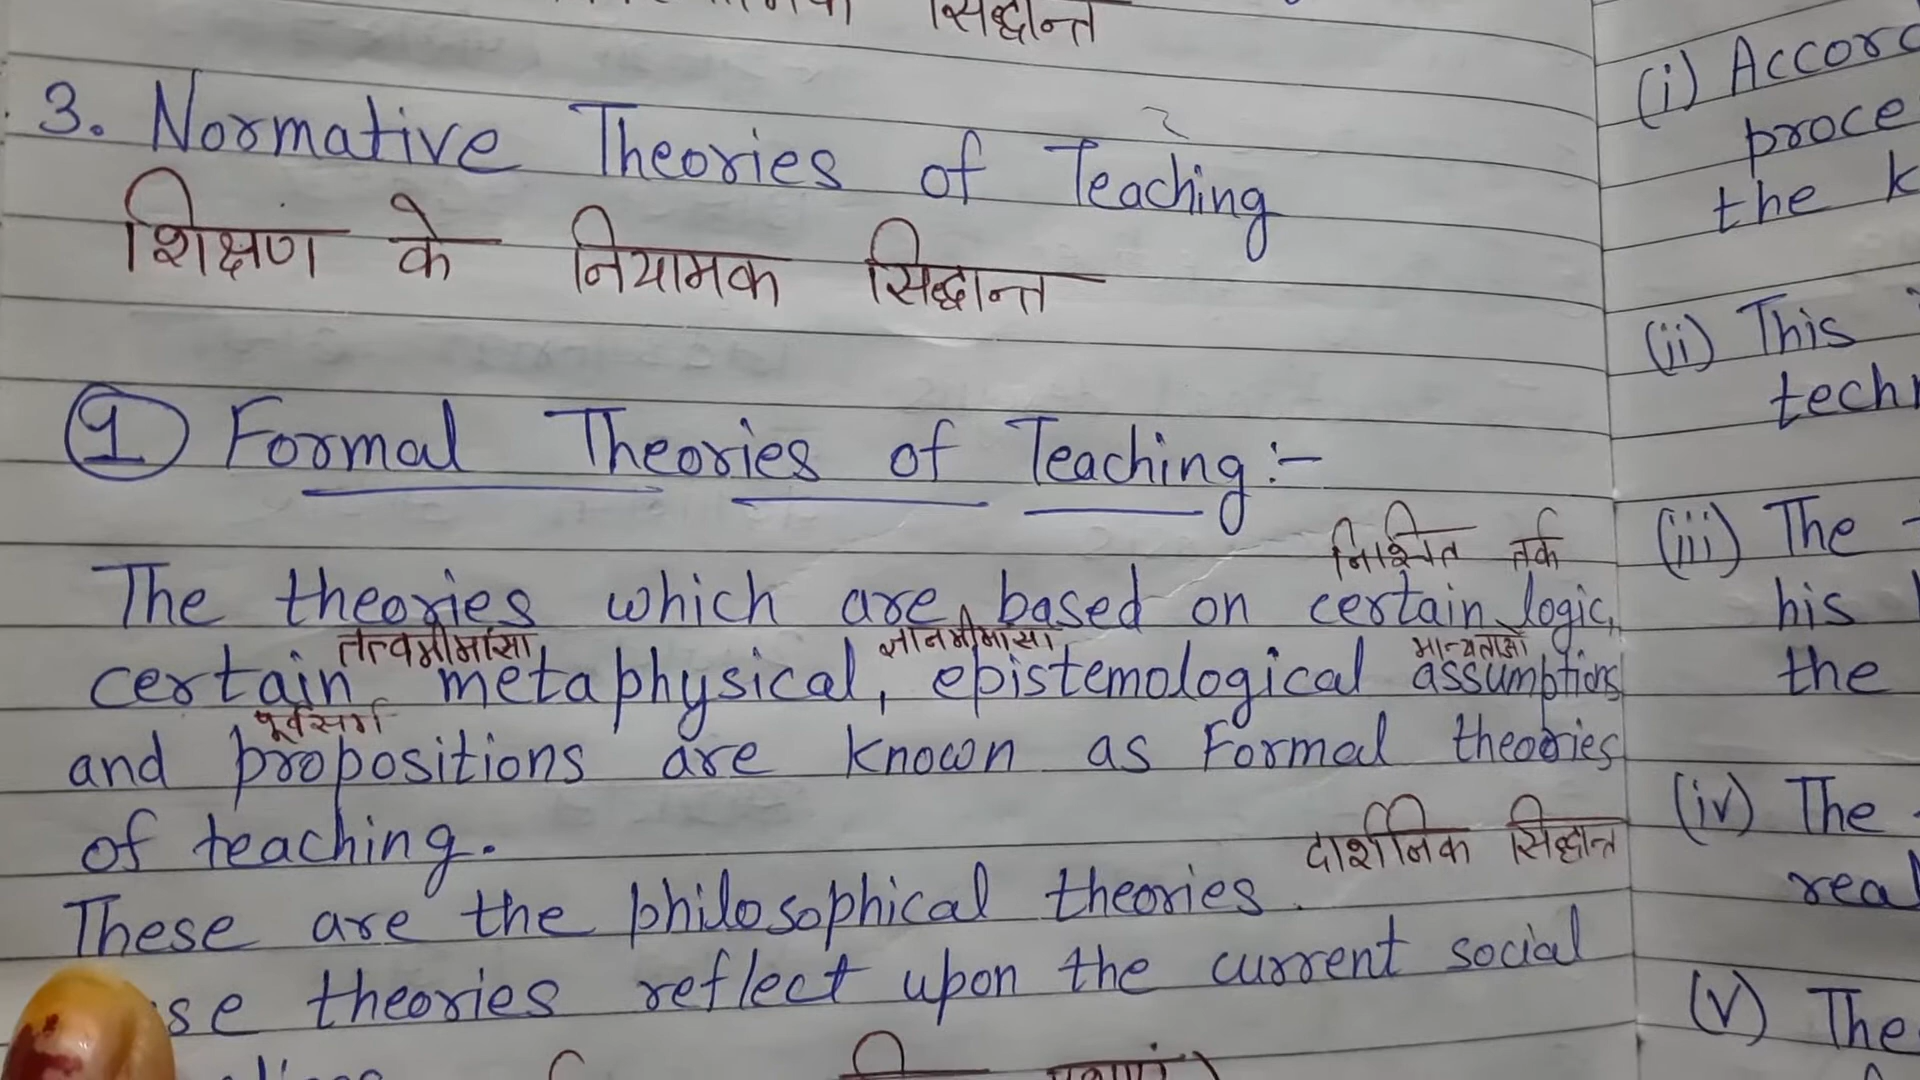 सिद्धान्त
3. Normative Theories of Teaching
शिक्षण के नियामक सिद्धान्त
1 Formal Theories of Teaching :-
निश्चित तर्क
The theories which are based on certain logic,
तत्वमीमांसा ज्ञानमीमांसा मान्यताओं
certain metaphysical, epistemological assumptions
पूर्वसर्ग
and propositions are known as Formal theories
of teaching.
दार्शनिक सिद्धान्त
These are the philosophical theories.
se theories reflect upon the current social
(i) Accor
proce
the k
(ii) This
tech
(iii) The
his
the
(iv) The
real
(v) The